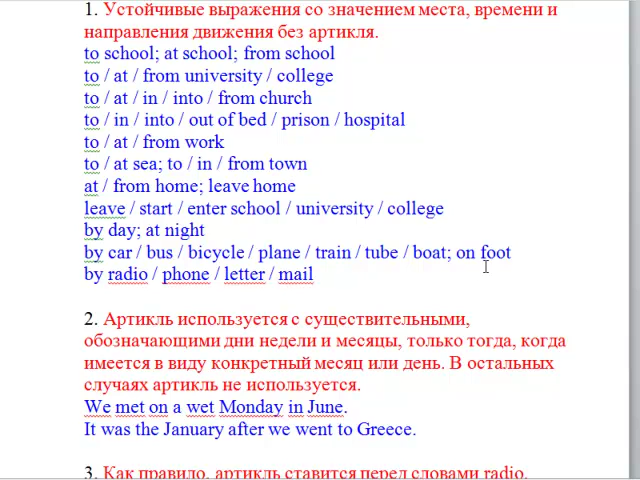 1. Устойчивые выражения со значением места, времени и
направления движения без артикля.
to school; at school; from school
to / at / from university / college
to / at / in / into / from church
to / in / into / out of bed / prison / hospital
to / at / from work
to / at sea; to / in / from town
at / from home; leave home
leave / start / enter school / university / college
by day; at night
by car / bus / bicycle / plane / train / tube / boat; on foot
by radio / phone / letter / mail
2. Артикль используется с существительными,
обозначающими дни недели и месяцы, только тогда, когда
имеется в виду конкретный месяц или день. В остальных
случаях артикль не используется.
We met on a wet Monday in June.
It was the January after we went to Greece.
3. Как правило, артикль ставится перед словами radio,